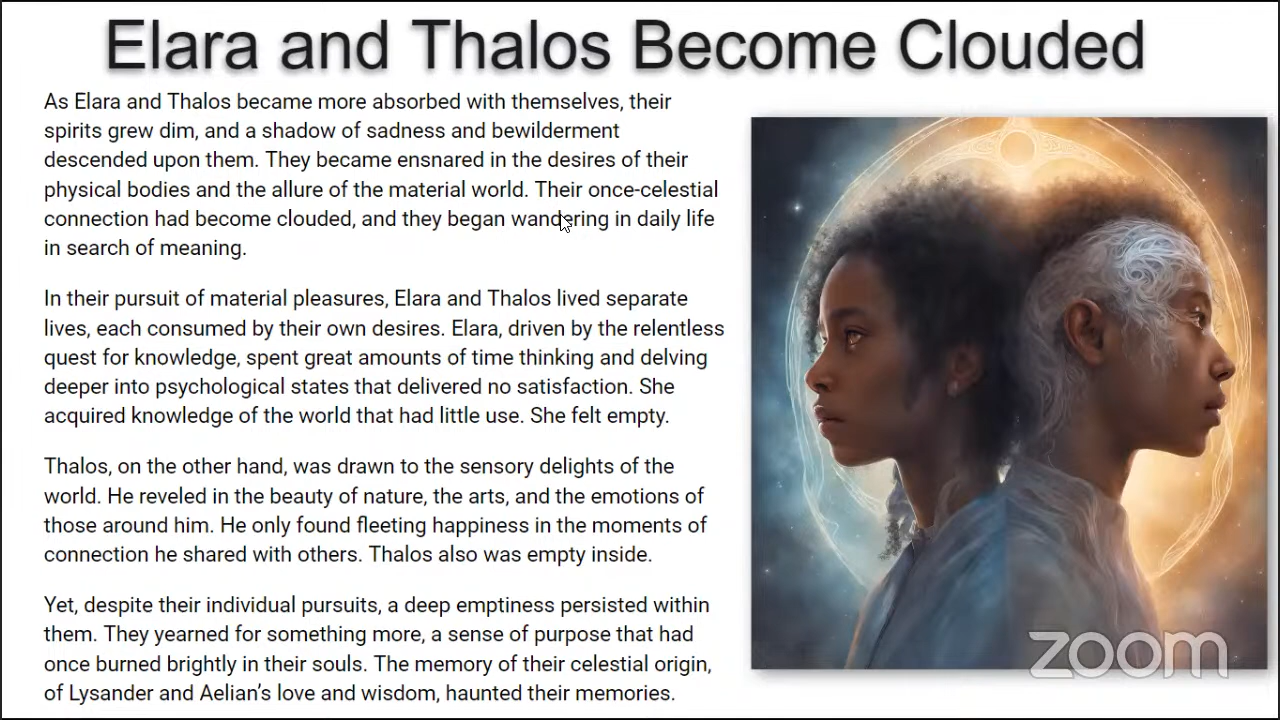 Elara and Thalos Become Clouded
As Elara and Thalos became more absorbed with themselves, their
spirits grew dim, and a shadow of sadness and bewilderment
descended upon them. They became ensnared in the desires of their
physical bodies and the allure of the material world. Their once-celestial
connection had become clouded, and they began wandering in daily life
in search of meaning.
In their pursuit of material pleasures, Elara and Thalos lived separate
lives, each consumed by their own desires. Elara, driven by the relentless
quest for knowledge, spent great amounts of time thinking and delving
deeper into psychological states that delivered no satisfaction. She
acquired knowledge of the world that had little use. She felt empty.
Thalos, on the other hand, was drawn to the sensory delights of the
world. He reveled in the beauty of nature, the arts, and the emotions of
those around him. He only found fleeting happiness in the moments of
connection he shared with others. Thalos also was empty inside.
Yet, despite their individual pursuits, a deep emptiness persisted within
them. They yearned for something more, a sense of purpose that had
once burned brightly in their souls. The memory of their celestial origin,
of Lysander and Aelian’s love and wisdom, haunted their memories.
zoom